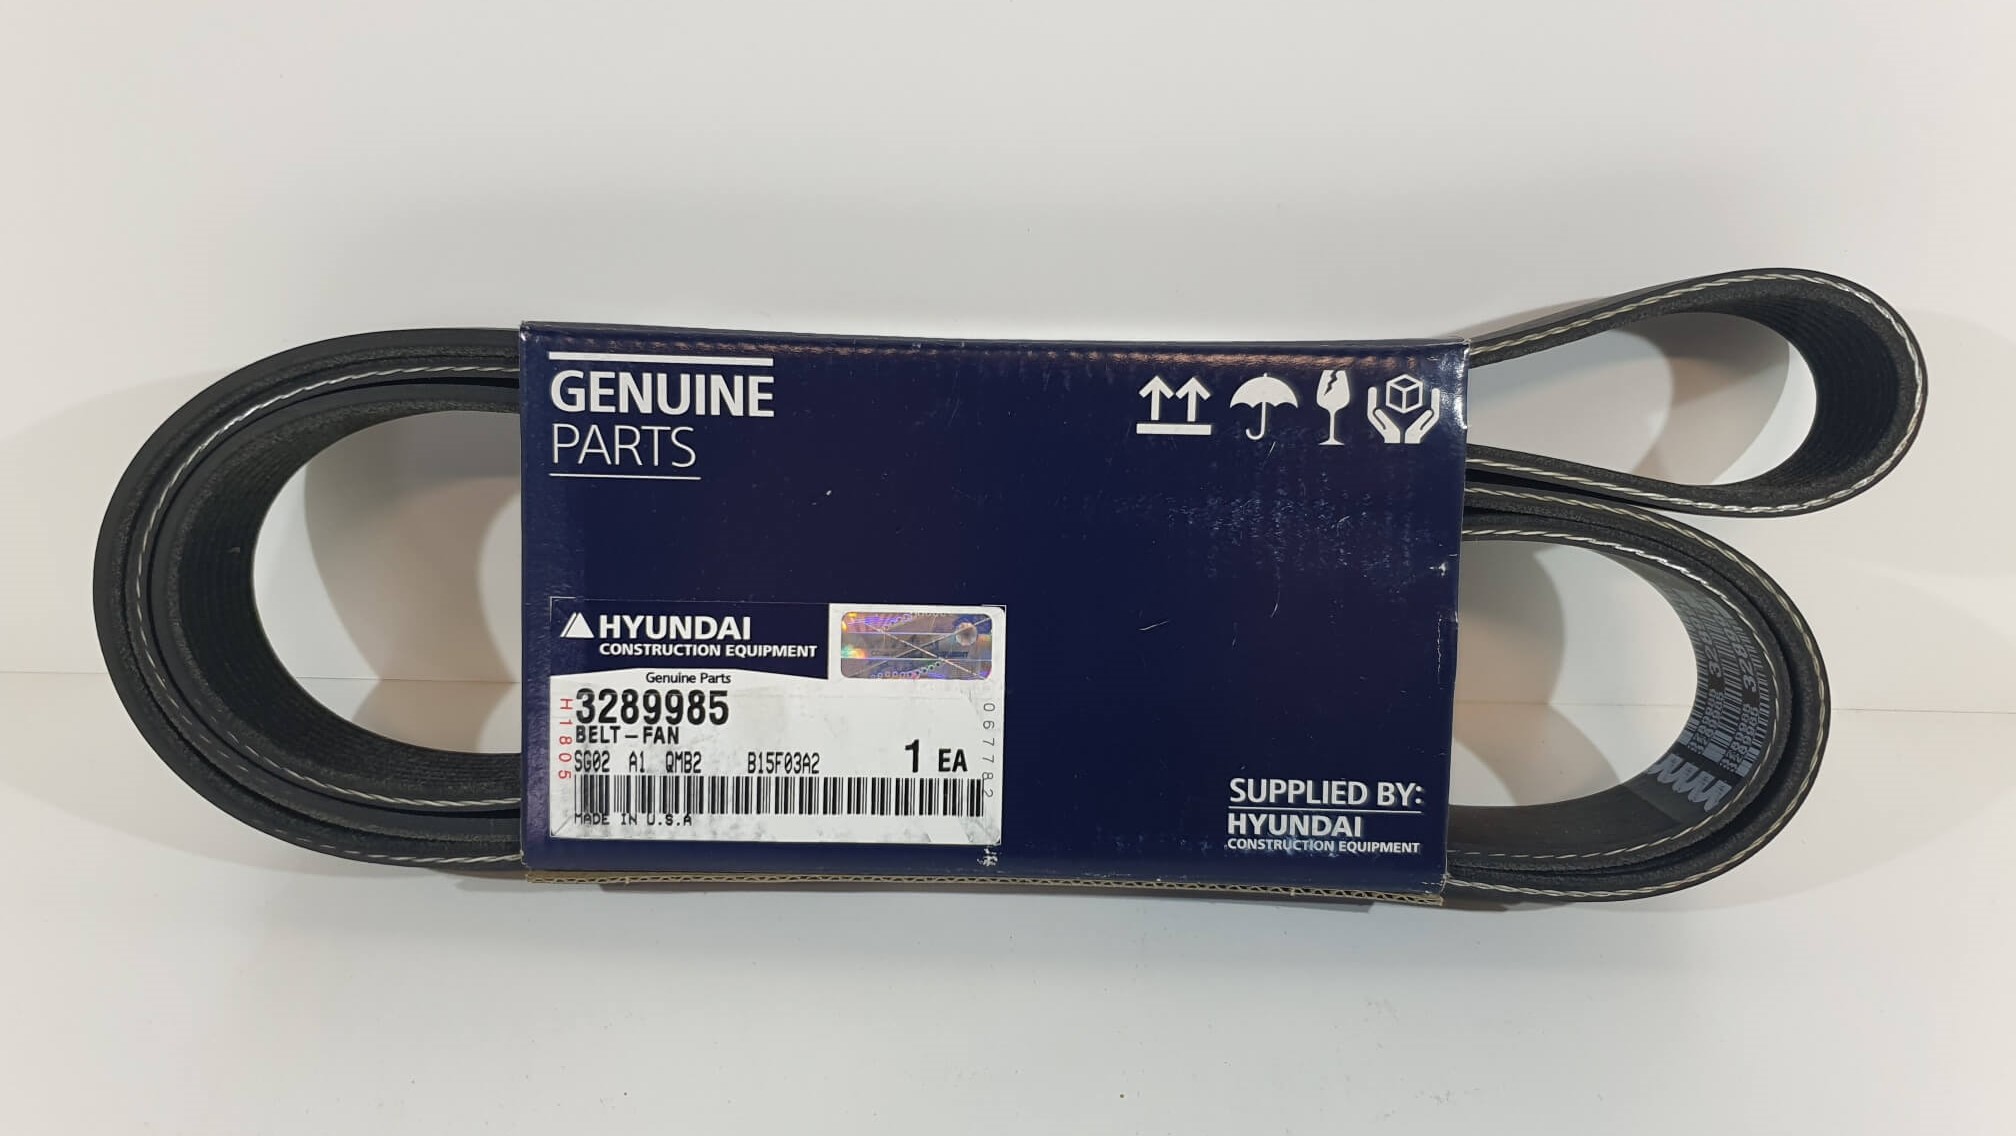 GENUINE
PARTS
HYUNDAI
CONSTRUCTION EQUIPMENT
Genuine Parts
3289985
BELT-FAN
SG02 A1 QMB2 B15F03A2
1 EA
MADE IN U.S.A
H1805
067782
SUPPLIED BY:
HYUNDAI
CONSTRUCTION EQUIPMENT